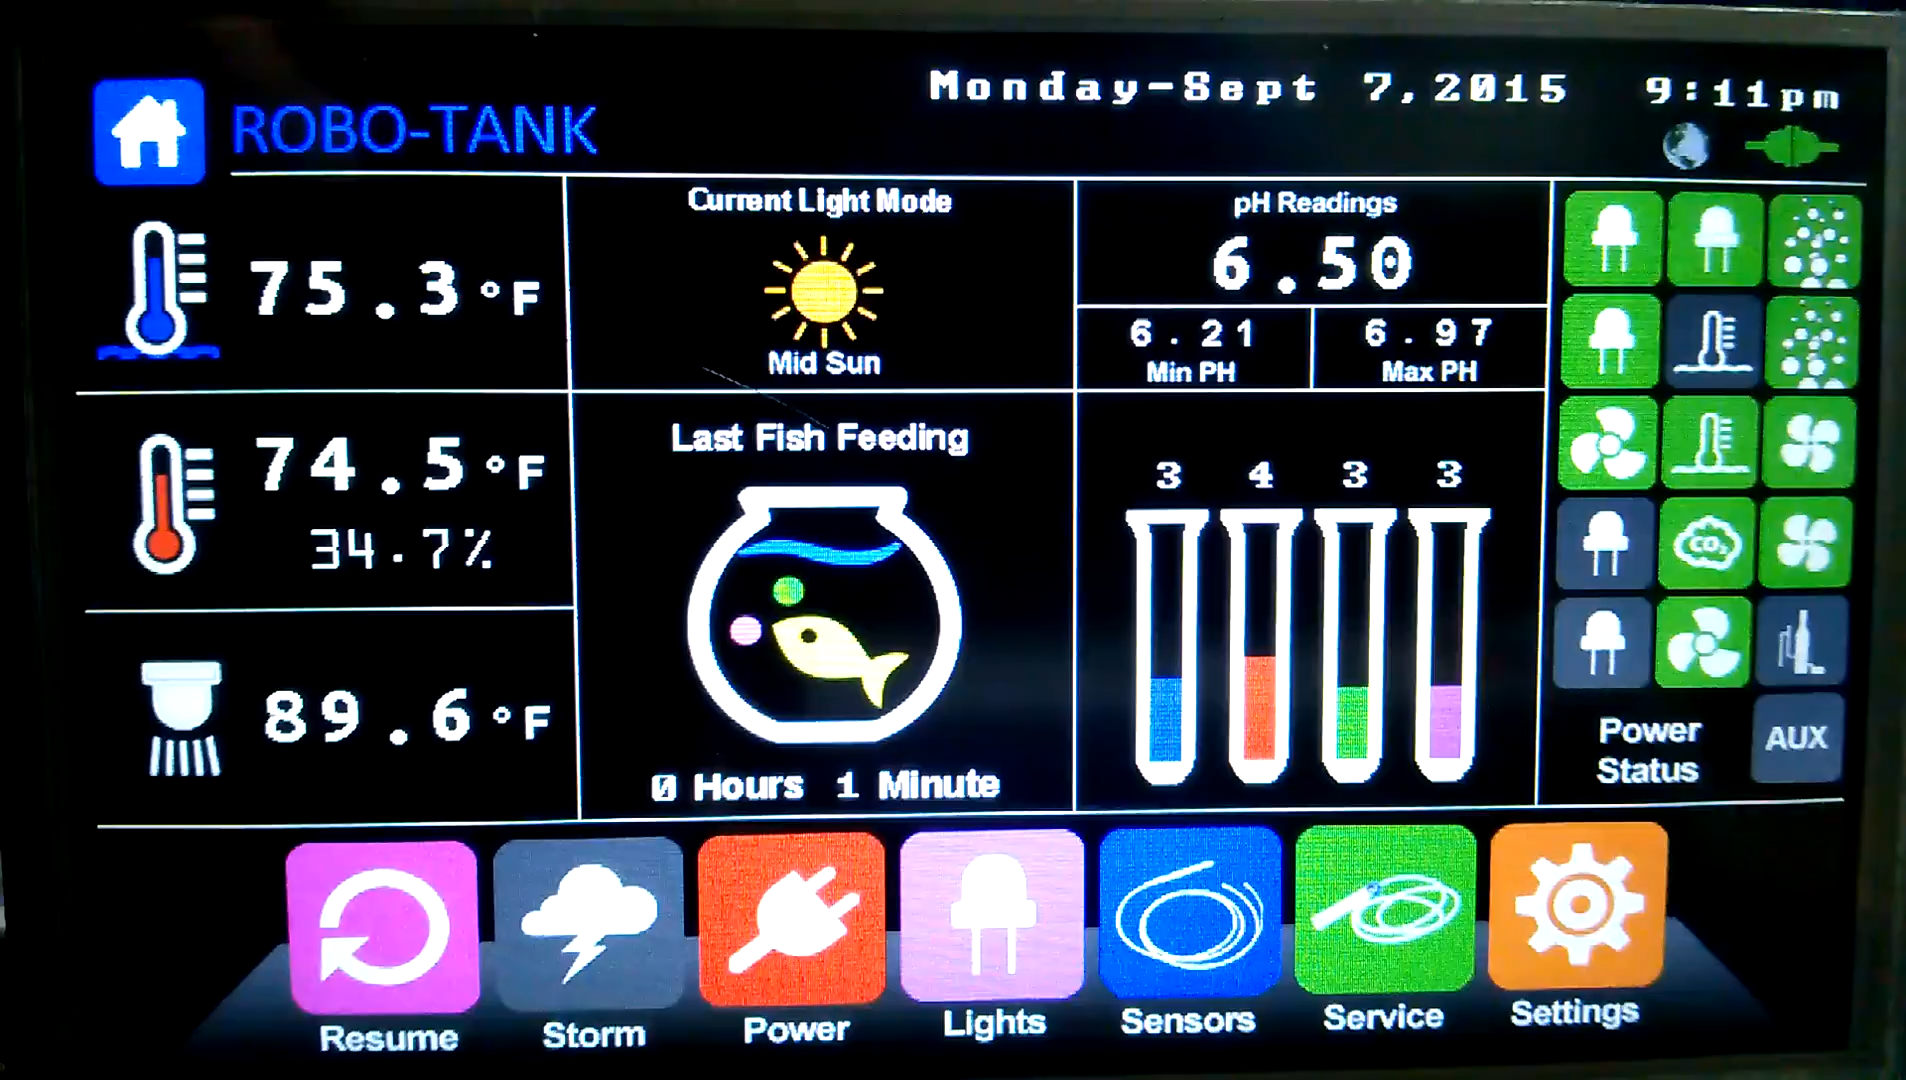 Monday-Sept 7,2015 9:11pm
ROBO-TANK
75.3°F
Current Light Mode
Mid Sun
pH Readings
6.50
6.21
Min PH
6.97
Max PH
74.5°F
34.7%
Last Fish Feeding
0 Hours 1 Minute
3 4 3 3
89.6°F
CO₂
Power
Status
AUX
Resume
Storm
Power
Lights
Sensors
Service
Settings